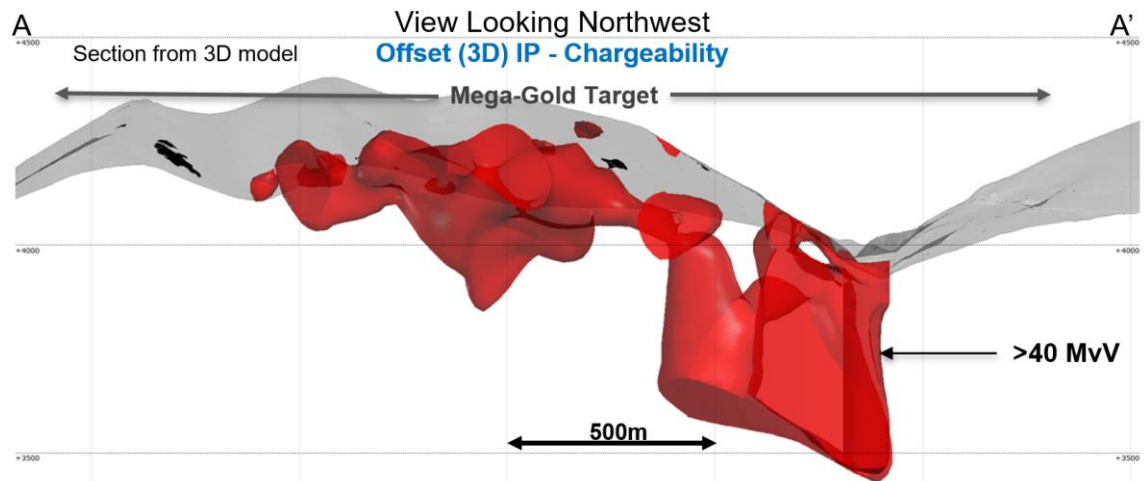 A
View Looking Northwest
A'
+4500
+4500
Section from 3D model
Offset (3D) IP - Chargeability
Mega-Gold Target
+4000
+4000
>40 MvV
500m
+3500
+3500